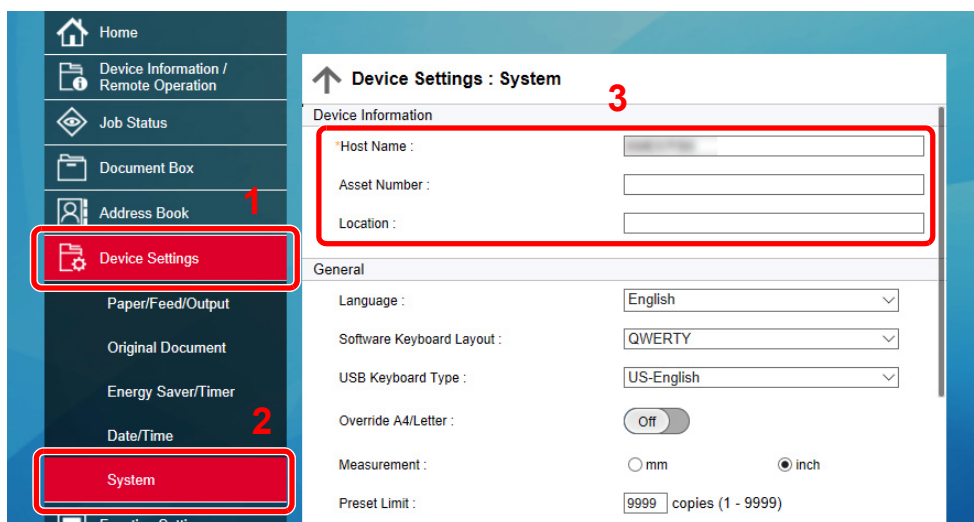 Home
Device Information /
Remote Operation
Job Status
Document Box
1
Address Book
Device Settings
Paper/Feed/Output
Original Document
Energy Saver/Timer
2
Date/Time
System
Device Settings : System
3
Device Information
*Host Name :
Asset Number :
Location :
General
Language : English
Software Keyboard Layout : QWERTY
USB Keyboard Type : US-English
Override A4/Letter : Off
Measurement : mm inch
Preset Limit : 9999 copies (1 - 9999)